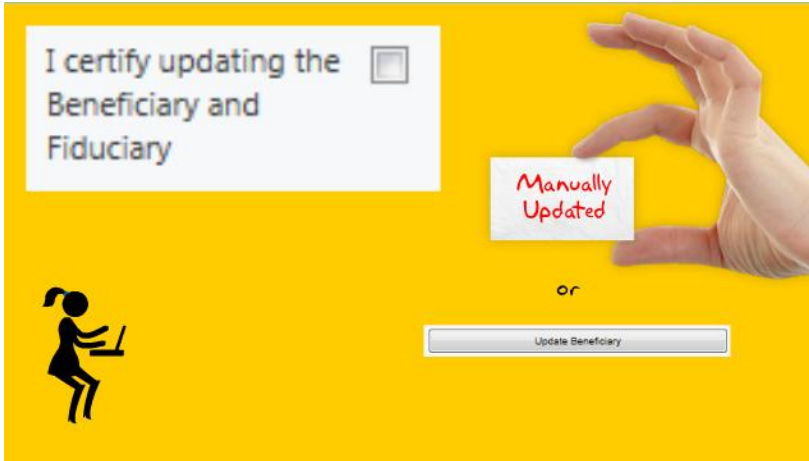 I certify updating the
Beneficiary and
Fiduciary
Manually
Updated
or
Update Beneficiary